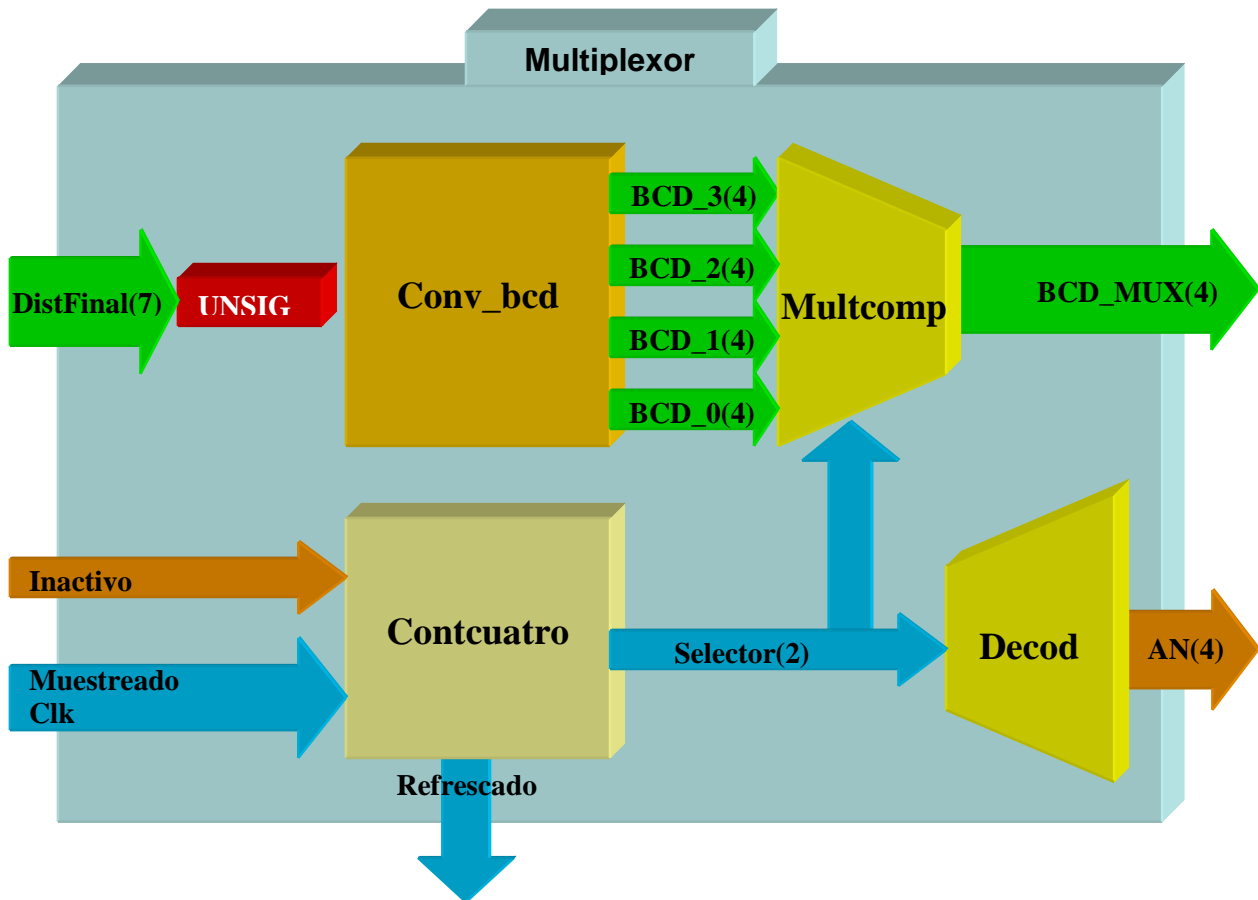 Multiplexor
BCD_3(4)
BCD_2(4)
DistFinal(7)
UNSIG
Conv_bcd
Multcomp
BCD_MUX(4)
BCD_1(4)
BCD_0(4)
Inactivo
Contcuatro
Selector(2)
Decod
AN(4)
Muestreado
Clk
Refrescado